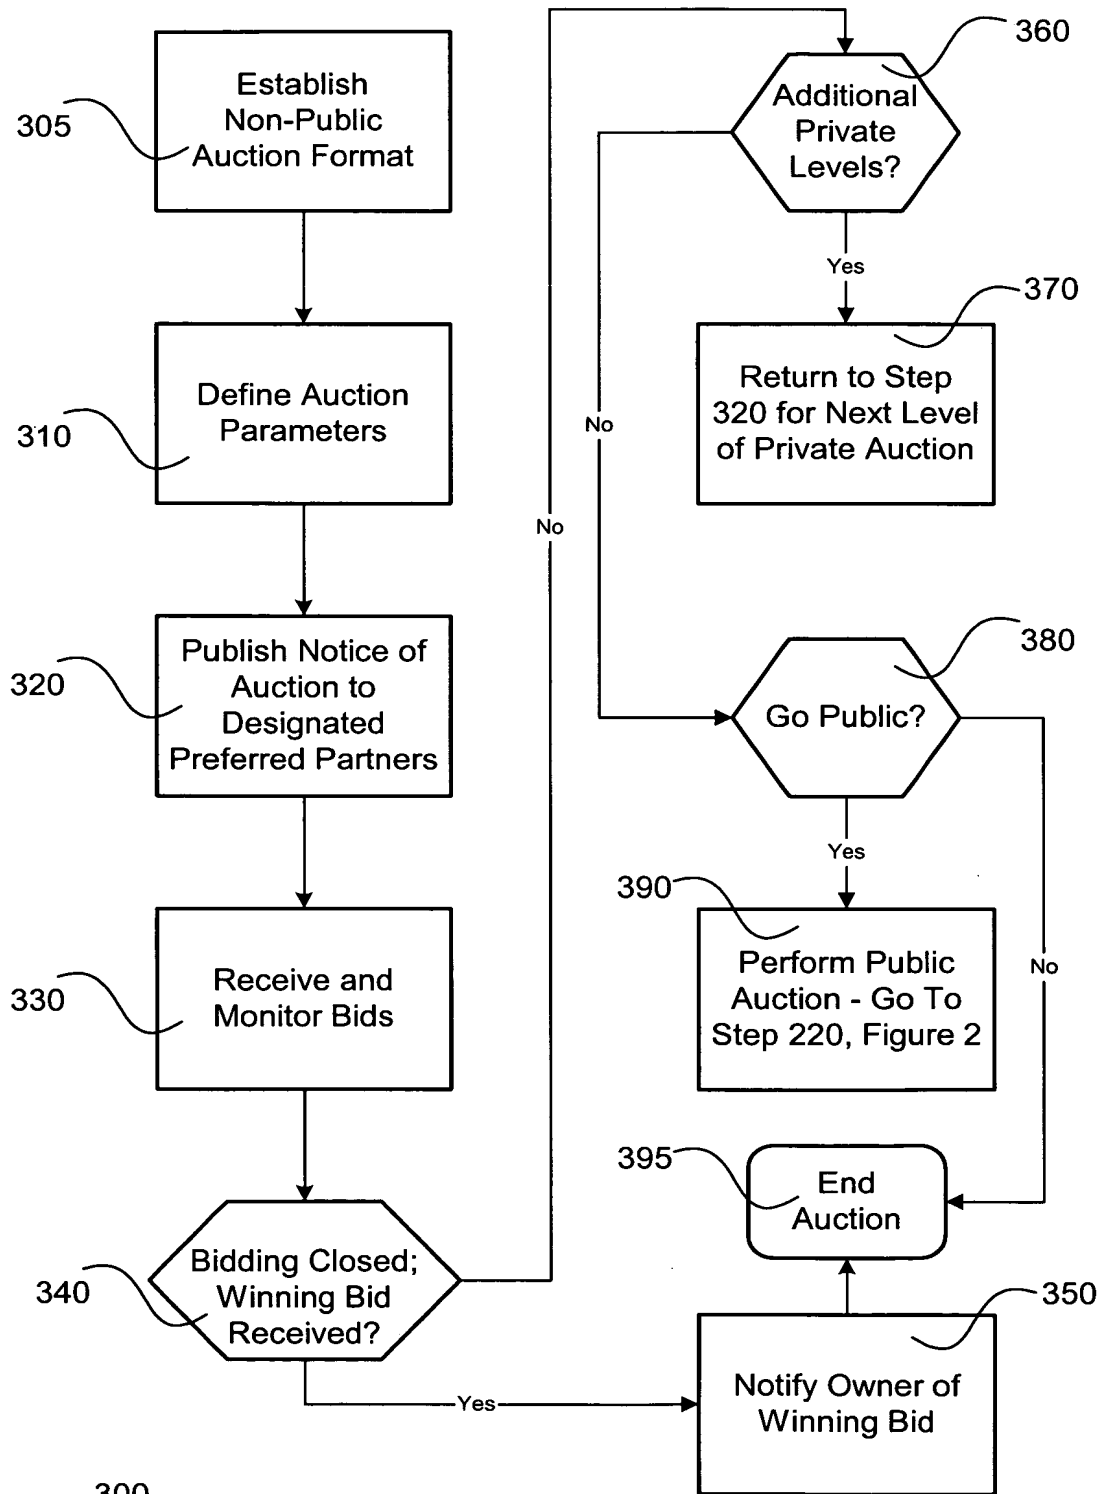 305
Establish
Non-Public
Auction Format
310
Define Auction
Parameters
320
Publish Notice of
Auction to
Designated
Preferred Partners
330
Receive and
Monitor Bids
340
Bidding Closed;
Winning Bid
Received?
Yes
No
360
Additional
Private
Levels?
Yes
No
370
Return to Step
320 for Next Level
of Private Auction
380
Go Public?
Yes
No
390
Perform Public
Auction - Go To
Step 220, Figure 2
395
End
Auction
350
Notify Owner of
Winning Bid
300